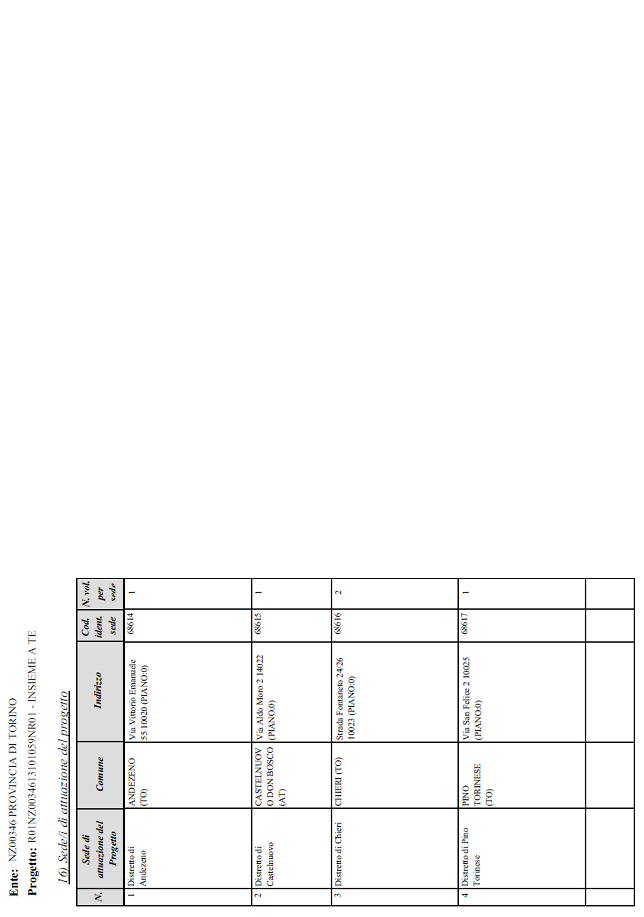 Ente: NZ00346 PROVINCIA DI TORINO
Progetto: R01NZ0034613101059NR01 - INSIEME A TE
16) Sede/i di attuazione del progetto
N.
Sede di
attuazione del
Progetto
Comune
Indirizzo
Cod.
ident.
sede
N. vol.
per
sede
1
Distretto di
Andezeno
ANDEZENO
(TO)
Via Vittorio Emanuele
55 10020 (PIANO:0)
68614
1
2
Distretto di
Castelnuovo
CASTELNUOV
O DON BOSCO
(AT)
Via Aldo Moro 2 14022
(PIANO:0)
68615
1
3
Distretto di Chieri
CHIERI (TO)
Strada Fontaneto 24/26
10023 (PIANO:0)
68616
2
4
Distretto di Pino
Torinese
PINO
TORINESE
(TO)
Via San Felice 2 10025
(PIANO:0)
68617
1